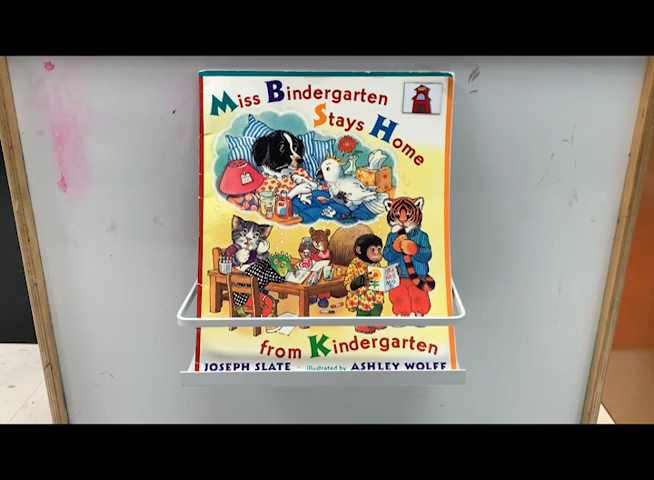 Miss Bindergarten
Stays Home
from Kindergarten
JOSEPH SLATE · illustrated by ASHLEY WOLFF